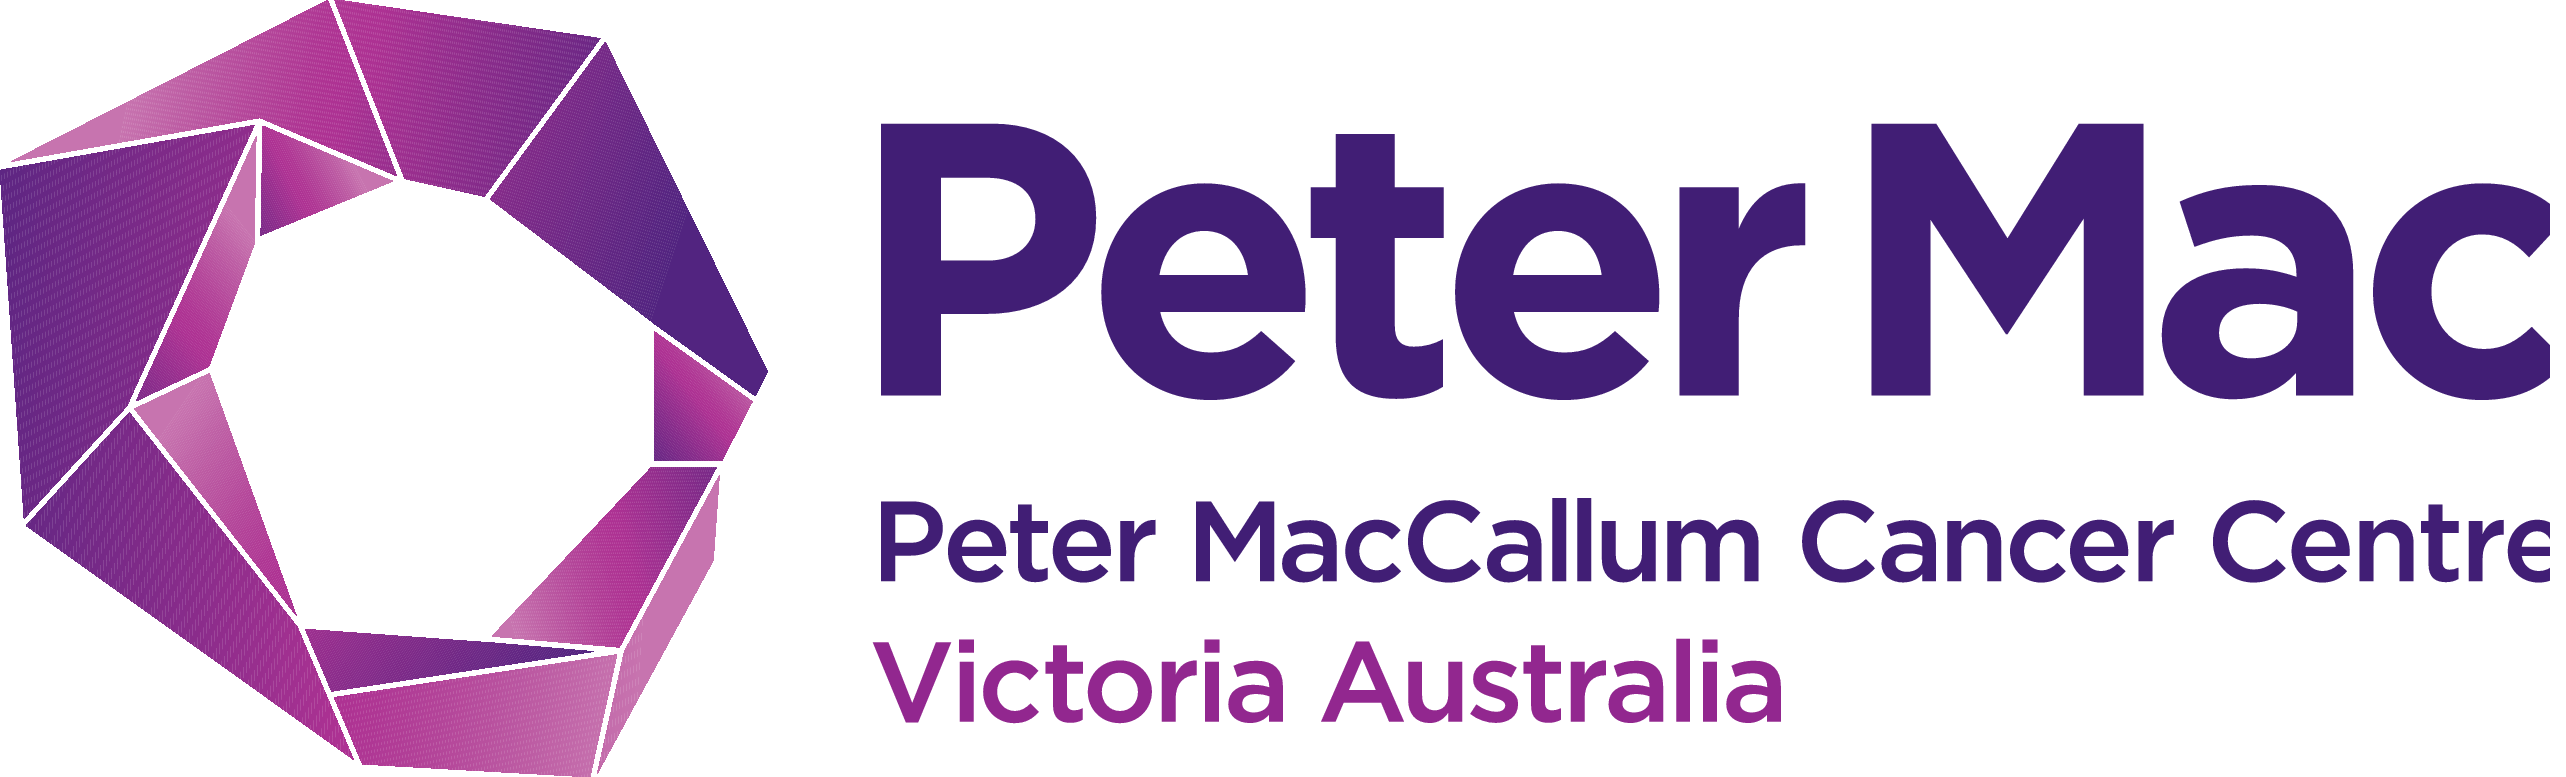 Peter Mac
Peter MacCallum Cancer Centre
Victoria Australia